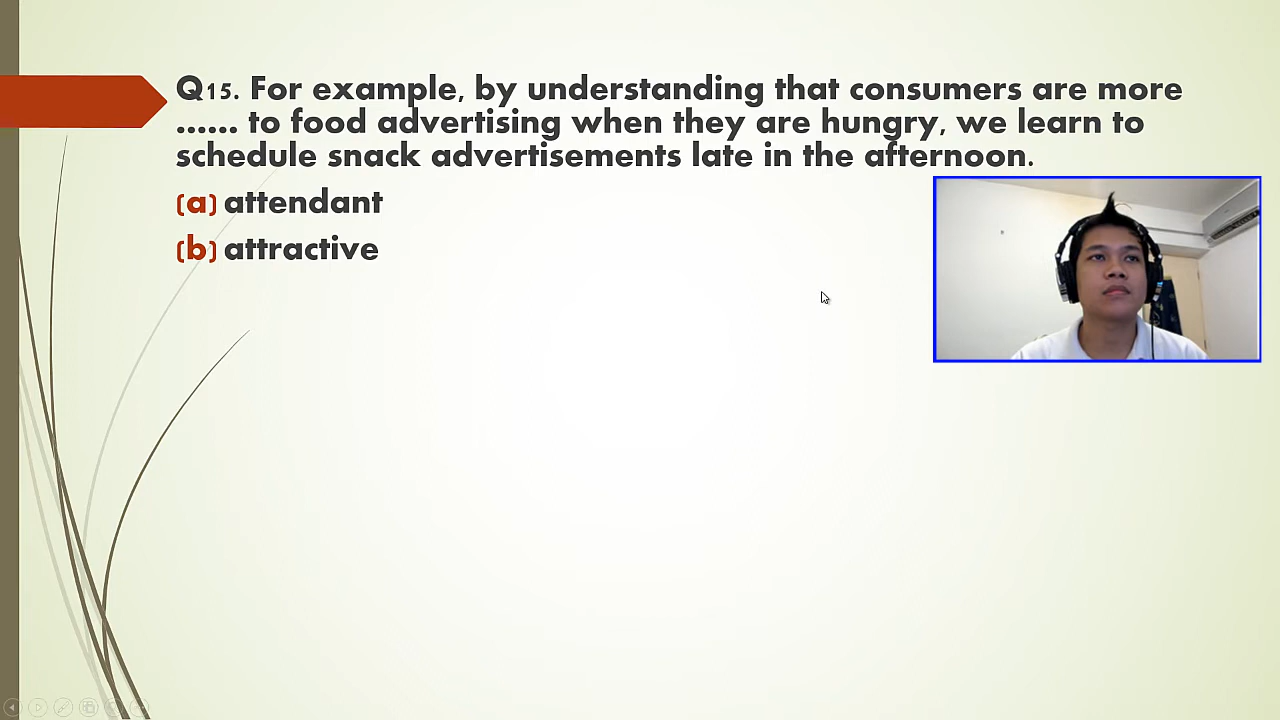 Q15. For example, by understanding that consumers are more
...... to food advertising when they are hungry, we learn to
schedule snack advertisements late in the afternoon.
(a) attendant
(b) attractive